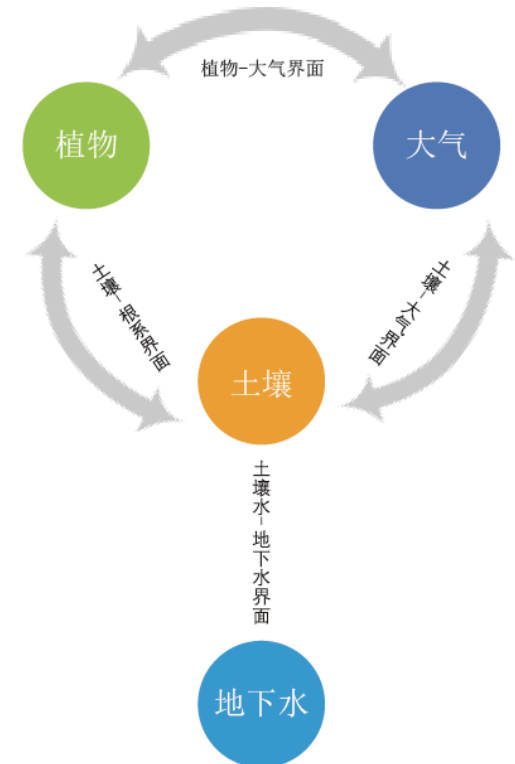 植物-大气界面
植物
大气
土壤-根系界面
土壤-大气界面
土壤
土壤水-地下水界面
地下水